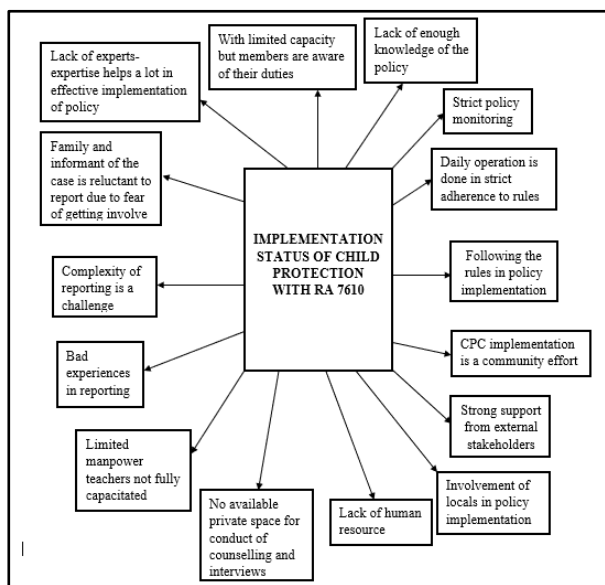 Lack of experts-
expertise helps a lot in
effective implementation
of policy
With limited capacity
but members are aware
of their duties
Lack of enough
knowledge of the
policy
Strict policy
monitoring
Family and
informant of the
case is reluctant to
report due to fear
of getting involve
Daily operation is
done in strict
adherence to rules
IMPLEMENTATION
STATUS OF CHILD
PROTECTION
WITH RA 7610
Complexity of
reporting is a
challenge
Following the
rules in policy
implementation
Bad
experiences in
reporting
CPC implementation
is a community effort
Strong support
from external
stakeholders
Limited
manpower
teachers not fully
capacitated
No available
private space for
conduct of
counselling and
interviews
Lack of human
resource
Involvement of
locals in policy
implementation